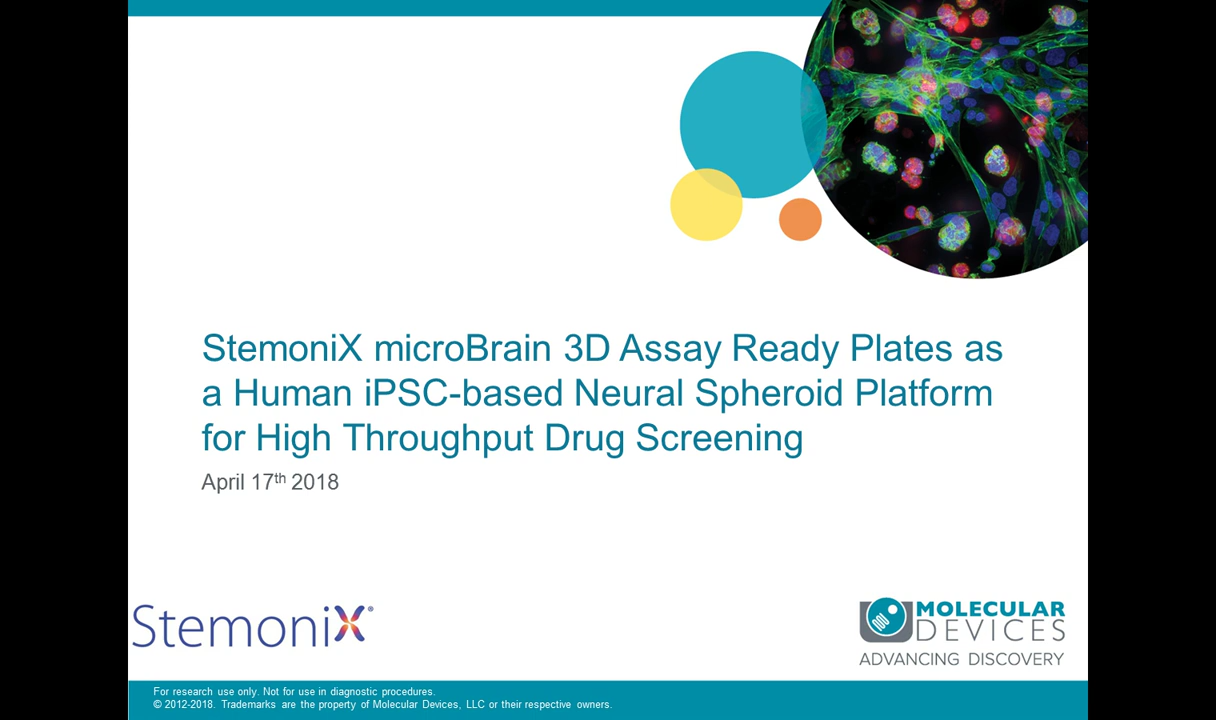 StemoniX microBrain 3D Assay Ready Plates as
a Human iPSC-based Neural Spheroid Platform
for High Throughput Drug Screening
April 17th 2018
StemoniX®
MOLECULAR
DEVICES
ADVANCING DISCOVERY
For research use only. Not for use in diagnostic procedures.
© 2012-2018. Trademarks are the property of Molecular Devices, LLC or their respective owners.